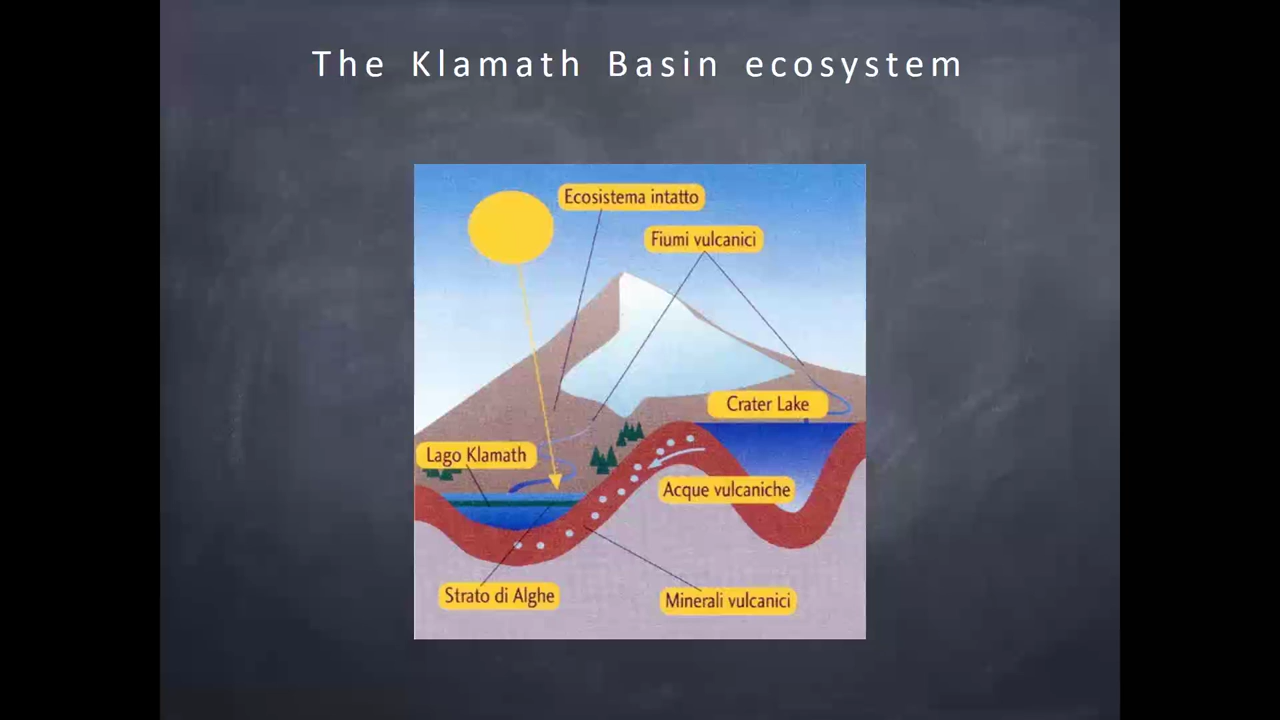 The Klamath Basin ecosystem
Ecosistema intatto
Fiumi vulcanici
Crater Lake
Lago Klamath
Acque vulcaniche
Strato di Alghe
Minerali vulcanici